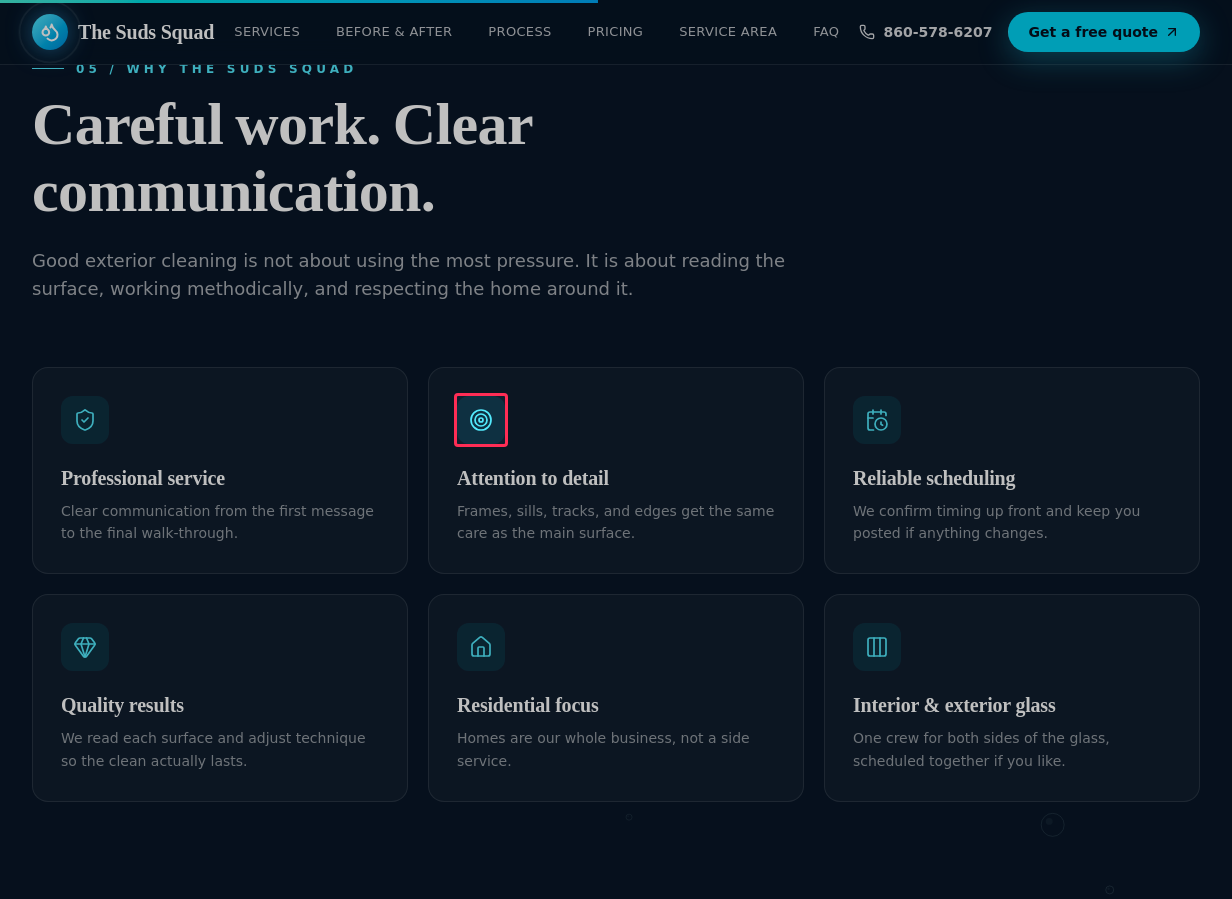 The Suds Squad
SERVICES
BEFORE & AFTER
PROCESS
PRICING
SERVICE AREA
FAQ
860-578-6207
Get a free quote
05 / WHY THE SUDS SQUAD
Careful work. Clear
communication.
Good exterior cleaning is not about using the most pressure. It is about reading the
surface, working methodically, and respecting the home around it.
Professional service
Clear communication from the first message
to the final walk-through.
Attention to detail
Frames, sills, tracks, and edges get the same
care as the main surface.
Reliable scheduling
We confirm timing up front and keep you
posted if anything changes.
Quality results
We read each surface and adjust technique
so the clean actually lasts.
Residential focus
Homes are our whole business, not a side
service.
Interior & exterior glass
One crew for both sides of the glass,
scheduled together if you like.